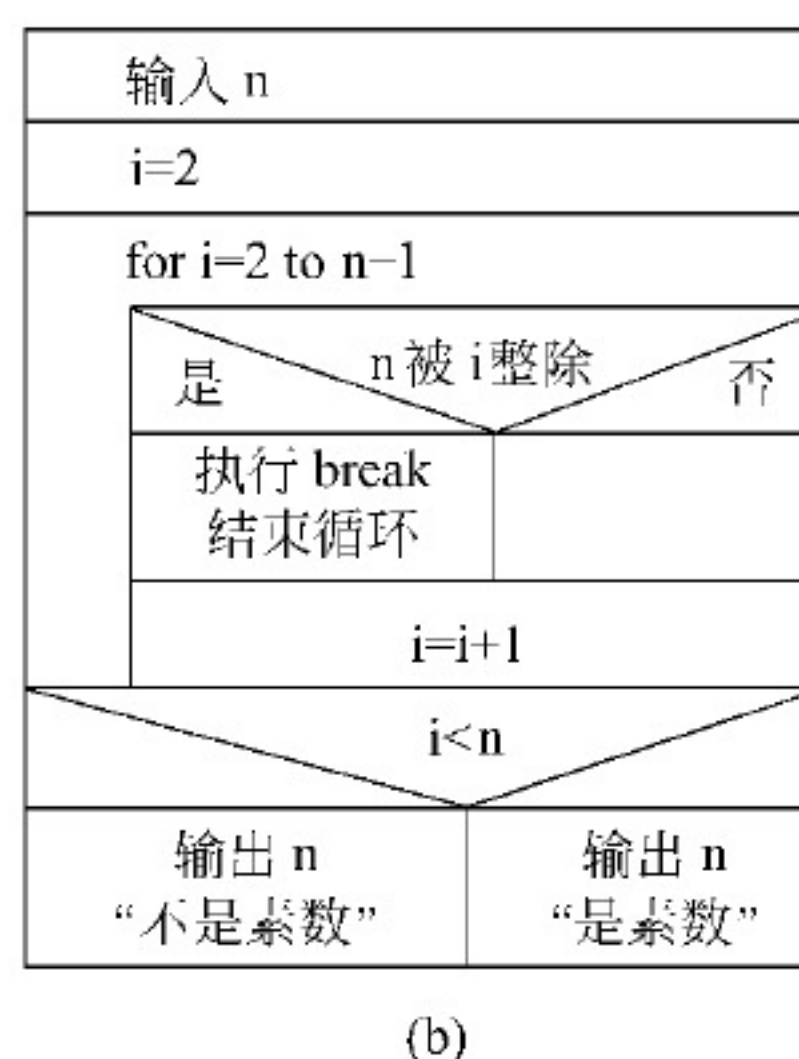 输入 n
i=2
for i=2 to n−1
n 被 i 整除
是
否
执行 break
结束循环
i=i+1
i<n
输出 n
“不是素数”
输出 n
“是素数”
(b)